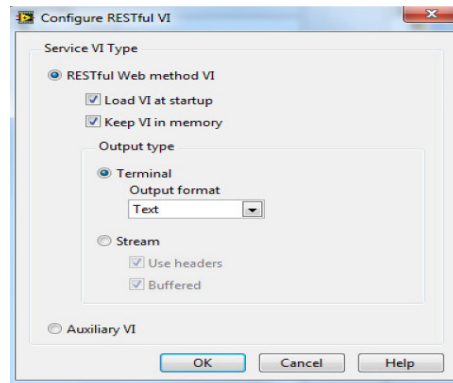 Configure RESTful VI
Service VI Type
RESTful Web method VI
Load VI at startup
Keep VI in memory
Output type
Terminal
Output format
Text
Stream
Use headers
Buffered
Auxiliary VI
OK Cancel Help